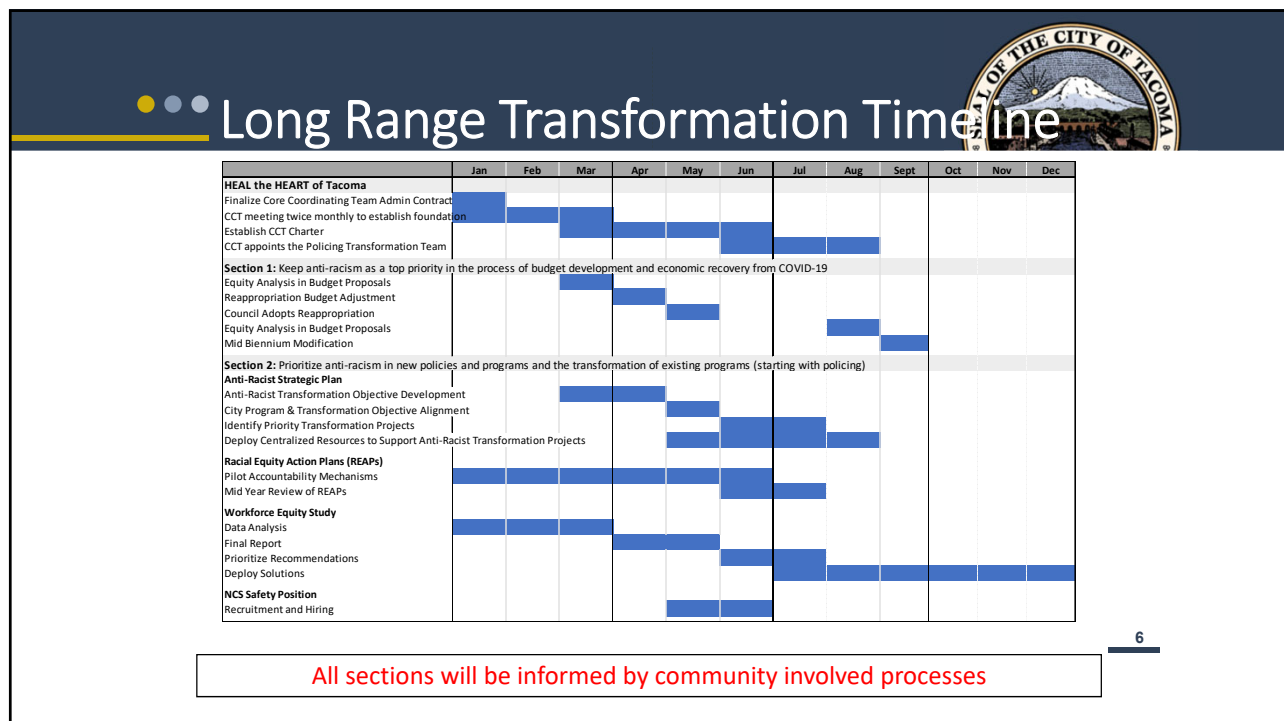 SEAL OF THE CITY OF TACOMA
Long Range Transformation Timeline
Jan Feb Mar Apr May Jun Jul Aug Sept Oct Nov Dec
HEAL the HEART of Tacoma
Finalize Core Coordinating Team Admin Contract
CCT meeting twice monthly to establish foundation
Establish CCT Charter
CCT appoints the Policing Transformation Team
Section 1: Keep anti-racism as a top priority in the process of budget development and economic recovery from COVID-19
Equity Analysis in Budget Proposals
Reappropriation Budget Adjustment
Council Adopts Reappropriation
Equity Analysis in Budget Proposals
Mid Biennium Modification
Section 2: Prioritize anti-racism in new policies and programs and the transformation of existing programs (starting with policing)
Anti-Racist Strategic Plan
Anti-Racist Transformation Objective Development
City Program & Transformation Objective Alignment
Identify Priority Transformation Projects
Deploy Centralized Resources to Support Anti-Racist Transformation Projects
Racial Equity Action Plans (REAPs)
Pilot Accountability Mechanisms
Mid Year Review of REAPs
Workforce Equity Study
Data Analysis
Final Report
Prioritize Recommendations
Deploy Solutions
NCS Safety Position
Recruitment and Hiring
6
All sections will be informed by community involved processes